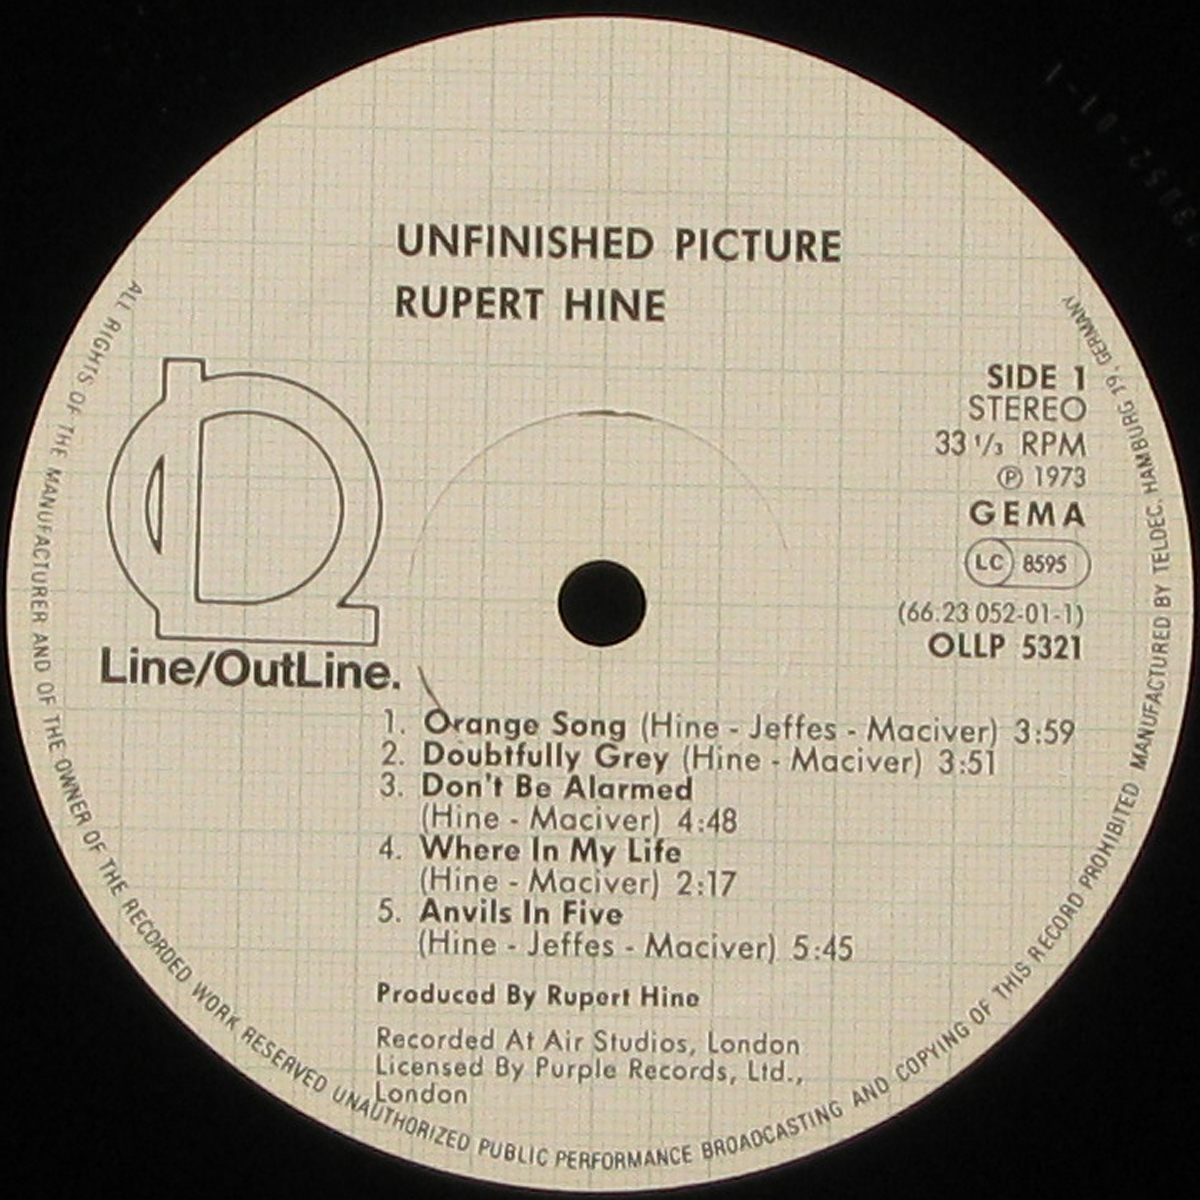 UNFINISHED PICTURE
RUPERT HINE
SIDE 1
STEREO
33 1/3 RPM
Ⓟ 1973
GEMA
LC 8595
(66.23 052-01-1)
OLLP 5321
Line/OutLine.
1. Orange Song (Hine - Jeffes - Maciver) 3:59
2. Doubtfully Grey (Hine - Maciver) 3:51
3. Don't Be Alarmed
(Hine - Maciver) 4:48
4. Where In My Life
(Hine - Maciver) 2:17
5. Anvils In Five
(Hine - Jeffes - Maciver) 5:45
Produced By Rupert Hine
Recorded At Air Studios, London
Licensed By Purple Records, Ltd.,
London
ALL RIGHTS OF THE MANUFACTURER AND OF THE OWNER OF THE RECORDED WORK RESERVED UNAUTHORIZED PUBLIC PERFORMANCE BROADCASTING AND COPYING OF THIS RECORD PROHIBITED MANUFACTURED BY TELDEC, HAMBURG 19, GERMANY